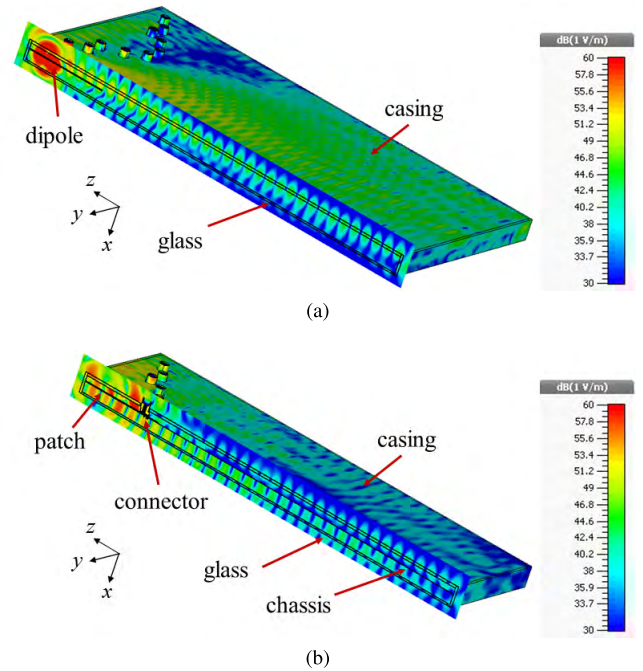 dB(1 V/m)
60
57.8
55.6
53.4
51.2
49
46.8
44.6
42.4
40.2
38
35.9
33.7
30
dipole
casing
glass
z
y
x
(a)
dB(1 V/m)
60
57.8
55.6
53.4
51.2
49
46.8
44.6
42.4
40.2
38
35.9
33.7
30
patch
connector
casing
glass
chassis
z
y
x
(b)